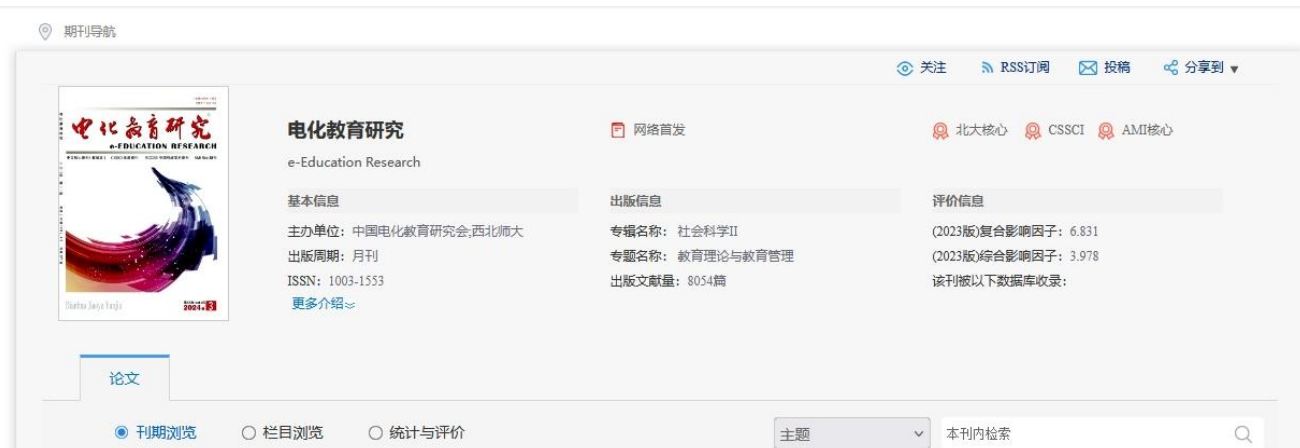 期刊导航
关注 RSS订阅 投稿 分享到
电化教育研究
e-EDUCATION RESEARCH
2024.3
电化教育研究
e-Education Research
网络首发
北大核心 CSSCI AMI核心
基本信息
主办单位：中国电化教育研究会;西北师大
出版周期：月刊
ISSN：1003-1553
更多介绍
出版信息
专辑名称：社会科学II
专题名称：教育理论与教育管理
出版文献量：8054篇
评价信息
(2023版)复合影响因子：6.831
(2023版)综合影响因子：3.978
该刊被以下数据库收录：
论文
刊期浏览 栏目浏览 统计与评价
主题 本刊内检索